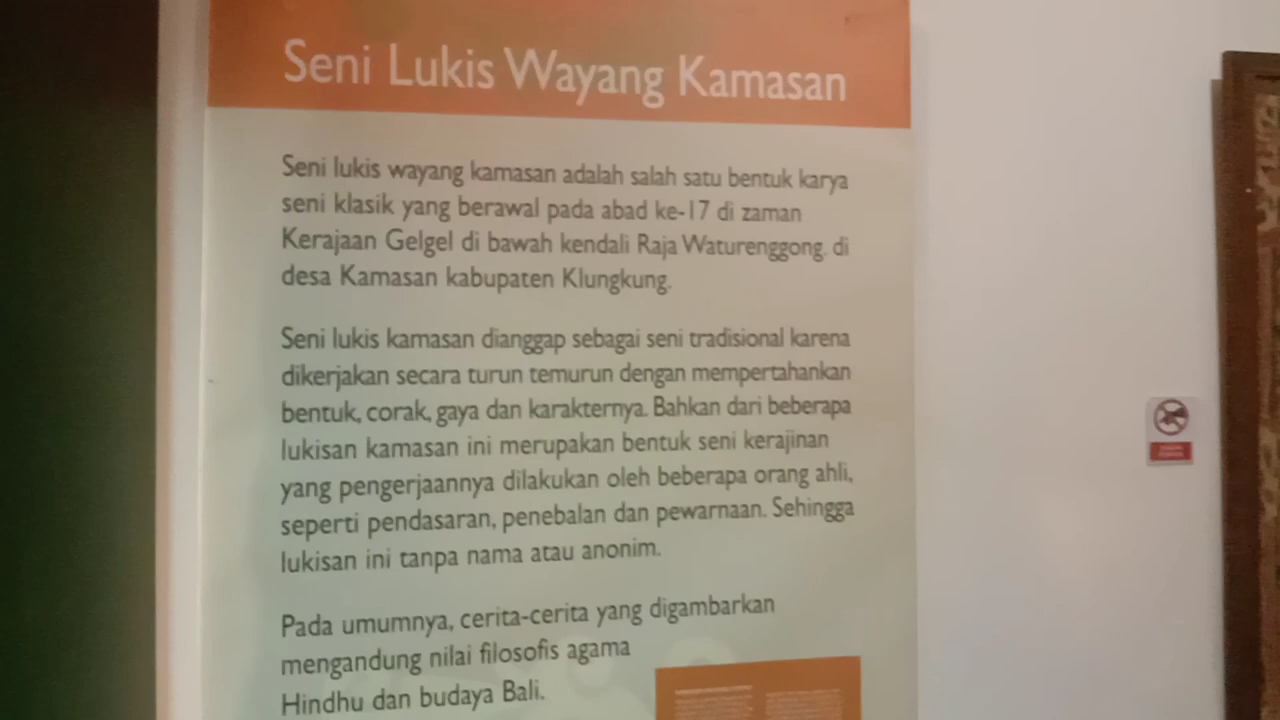 Seni Lukis Wayang Kamasan
Seni lukis wayang kamasan adalah salah satu bentuk karya
seni klasik yang berawal pada abad ke-17 di zaman
Kerajaan Gelgel di bawah kendali Raja Waturenggong. di
desa Kamasan kabupaten Klungkung.
Seni lukis kamasan dianggap sebagai seni tradisional karena
dikerjakan secara turun temurun dengan mempertahankan
bentuk, corak, gaya dan karakternya. Bahkan dari beberapa
lukisan kamasan ini merupakan bentuk seni kerajinan
yang pengerjaannya dilakukan oleh beberapa orang ahli,
seperti pendasaran, penebalan dan pewarnaan. Sehingga
lukisan ini tanpa nama atau anonim.
Pada umumnya, cerita-cerita yang digambarkan
mengandung nilai filosofis agama
Hindhu dan budaya Bali.